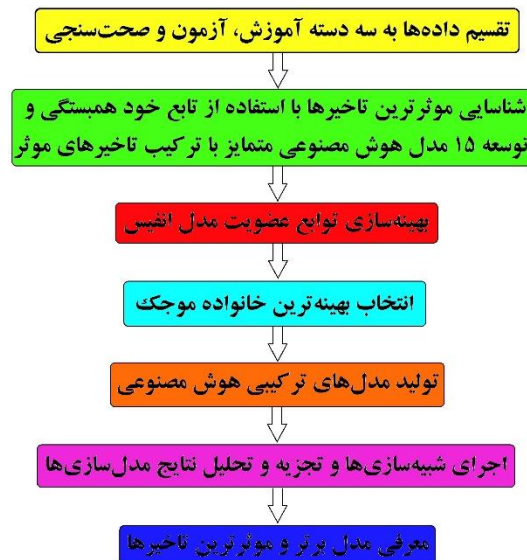 تقسیم داده‌ها به سه دسته آموزش، آزمون و صحت‌سنجی
شناسایی موثرترین تاخیرها با استفاده از تابع خود همبستگی و
توسعه ۱۵ مدل هوش مصنوعی متمایز با ترکیب تاخیرهای موثر
بهینه‌سازی توابع عضویت مدل انفیس
انتخاب بهینه‌ترین خانواده موجک
تولید مدل‌های ترکیبی هوش مصنوعی
اجرای شبیه‌سازی‌ها و تجزیه و تحلیل نتایج مدل‌سازی‌ها
معرفی مدل برتر و موثرترین تاخیرها